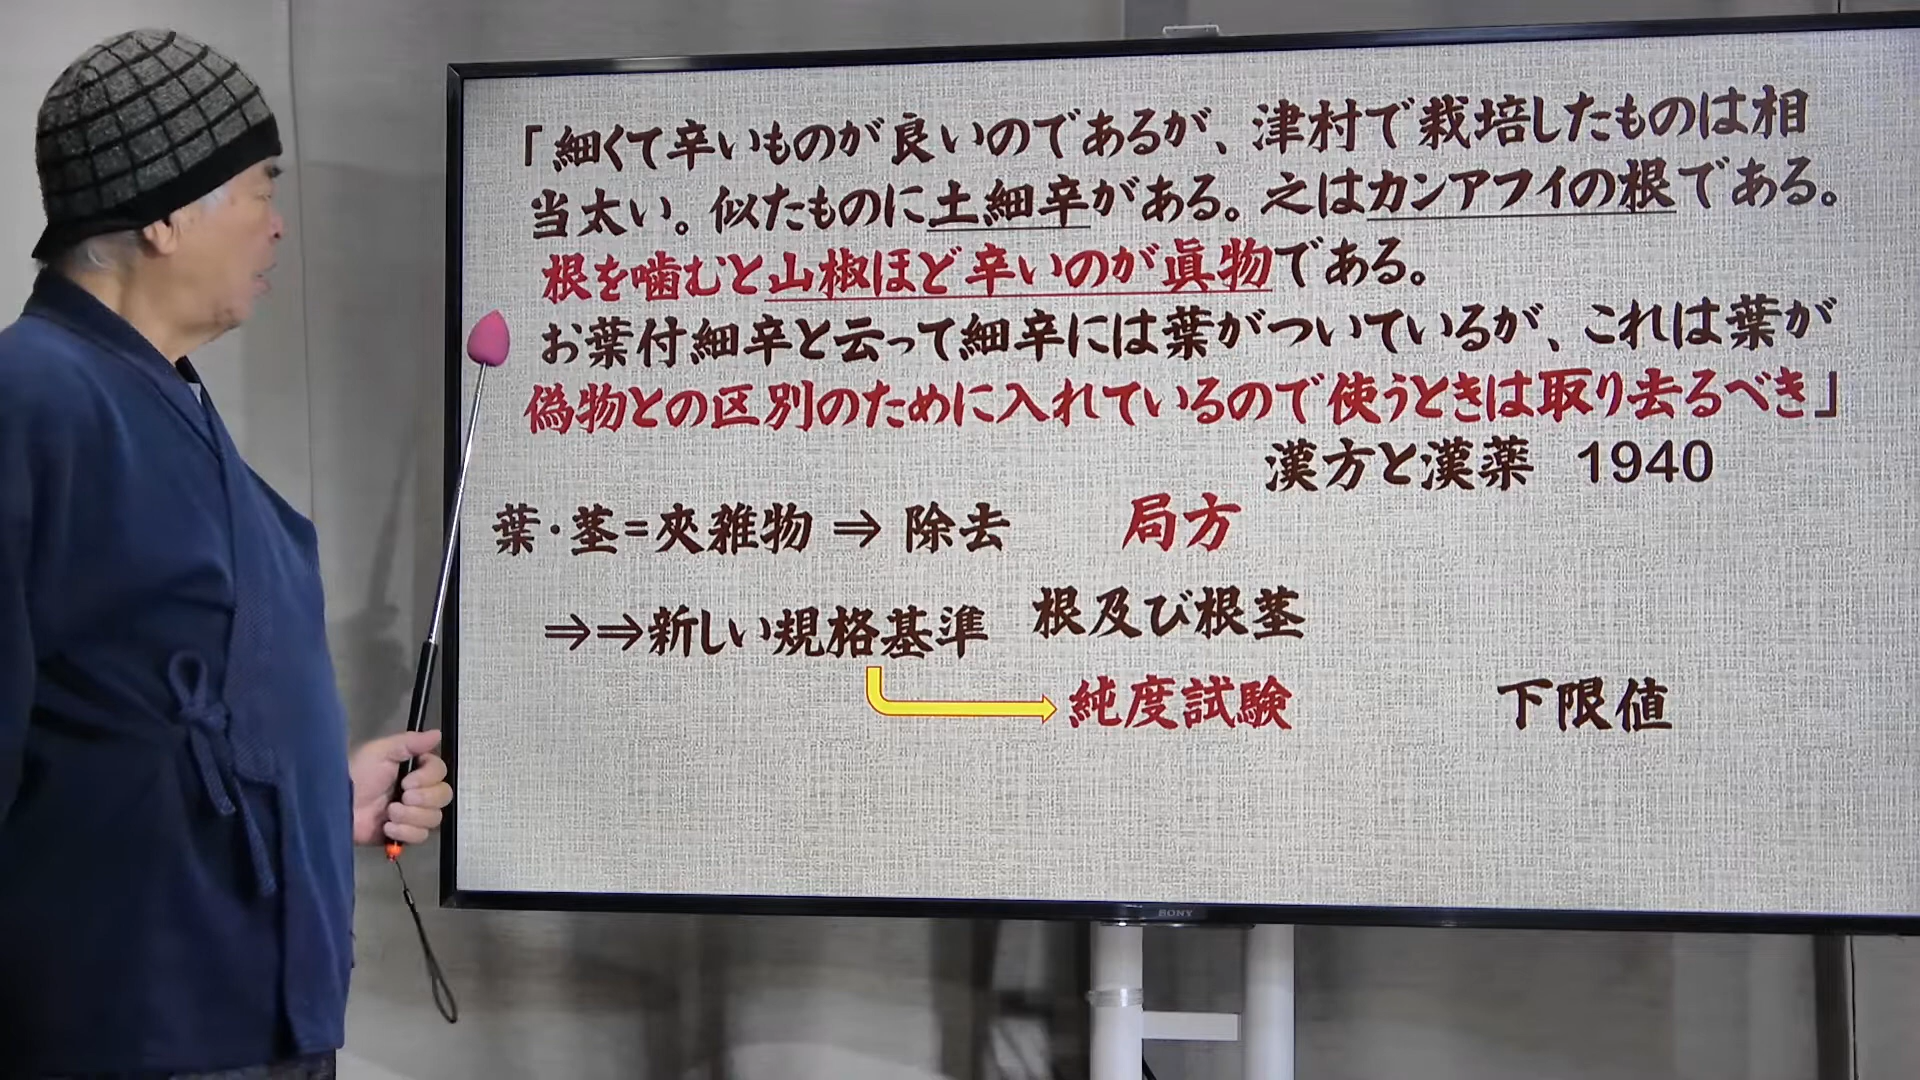 「細くて辛いものが良いのであるが、津村で栽培したものは相
当太い。似たものに土細辛がある。之はカンアフイの根である。
根を噛むと山椒ほど辛いのが眞物である。
お葉付細辛と云って細辛には葉がついているが、これは葉が
偽物との区別のために入れているので使うときは取り去るべき」
漢方と漢薬 1940
葉・茎=夾雑物 ⇒ 除去 局方
⇒⇒新しい規格基準 根及び根茎
純度試験 下限値
SONY